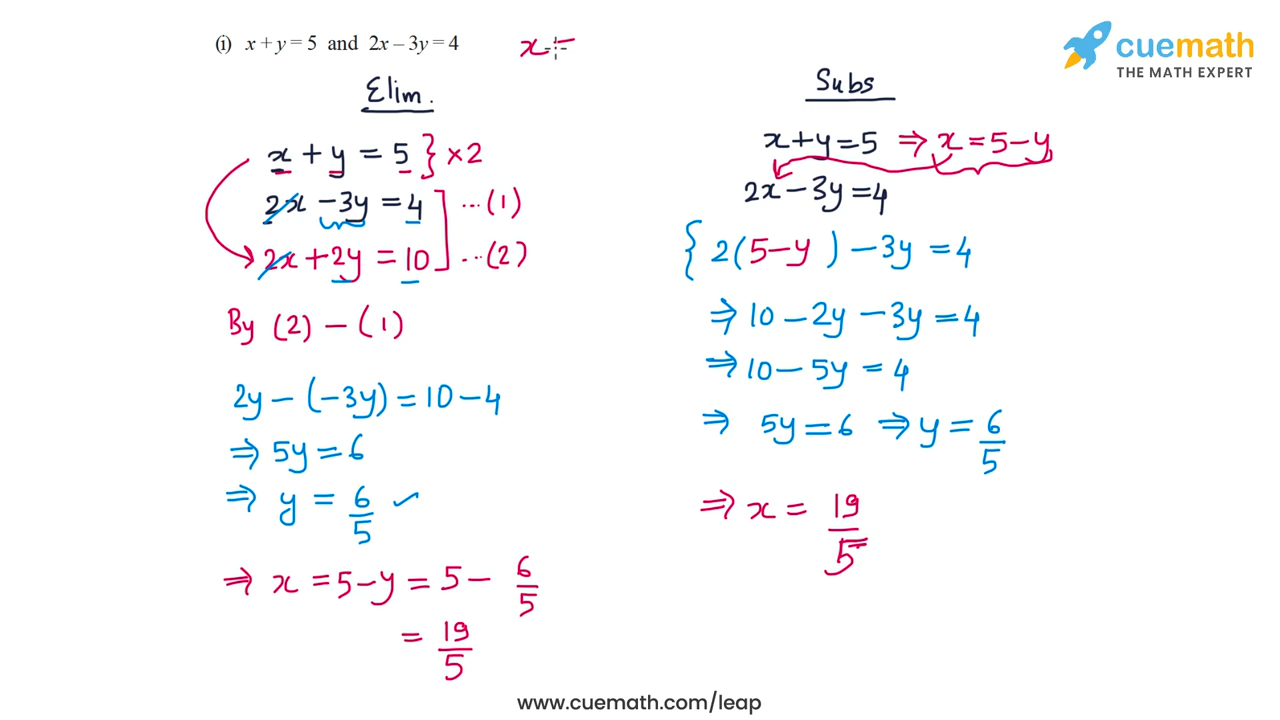 (i) x + y = 5 and 2x – 3y = 4
x=
cuemath
THE MATH EXPERT
Elim.
x + y = 5 } × 2
2x - 3y = 4 ] ...(1)
2x + 2y = 10 ] ...(2)
By (2) - (1)
2y - (-3y) = 10 - 4
⇒ 5y = 6
⇒ y = 6/5 ✓
⇒ x = 5 - y = 5 - 6/5
= 19/5
Subs
x + y = 5 ⇒ x = 5 - y
2x - 3y = 4
{ 2(5 - y) - 3y = 4
⇒ 10 - 2y - 3y = 4
⇒ 10 - 5y = 4
⇒ 5y = 6 ⇒ y = 6/5
⇒ x = 19/5
www.cuemath.com/leap